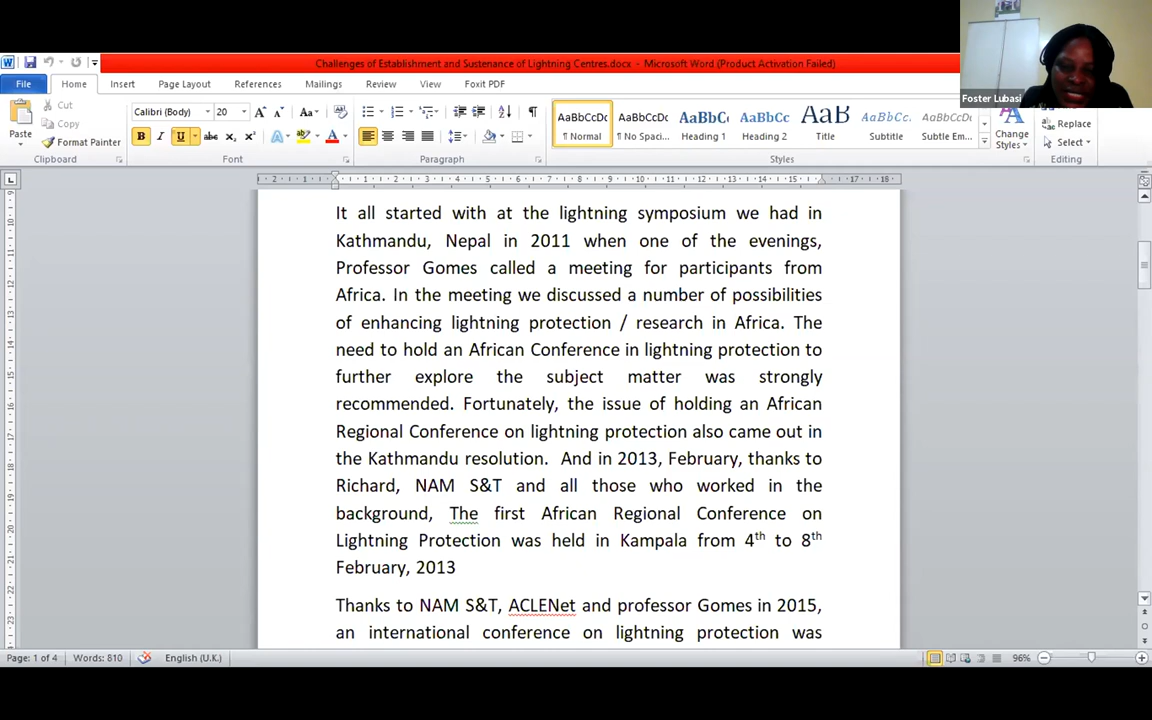 Challenges of Establishment and Sustenance of Lightning Centres.docx - Microsoft Word (Product Activation Failed)
Foster Lubasi
File Home Insert Page Layout References Mailings Review View Foxit PDF
Cut
Copy
Format Painter
Paste
Calibri (Body) 20
AaBbCcDc AaBbCcDc AaBbC AaBbCc AaB AaBbCc. AaBbCcDc
¶ Normal ¶ No Spaci... Heading 1 Heading 2 Title Subtitle Subtle Em...
Change
Styles
Replace
Select
Clipboard Font Paragraph Styles Editing
It all started with at the lightning symposium we had in
Kathmandu, Nepal in 2011 when one of the evenings,
Professor Gomes called a meeting for participants from
Africa. In the meeting we discussed a number of possibilities
of enhancing lightning protection / research in Africa. The
need to hold an African Conference in lightning protection to
further explore the subject matter was strongly
recommended. Fortunately, the issue of holding an African
Regional Conference on lightning protection also came out in
the Kathmandu resolution. And in 2013, February, thanks to
Richard, NAM S&T and all those who worked in the
background, The first African Regional Conference on
Lightning Protection was held in Kampala from 4th to 8th
February, 2013
Thanks to NAM S&T, ACLENet and professor Gomes in 2015,
an international conference on lightning protection was
Page: 1 of 4 Words: 810 English (U.K.) 96%